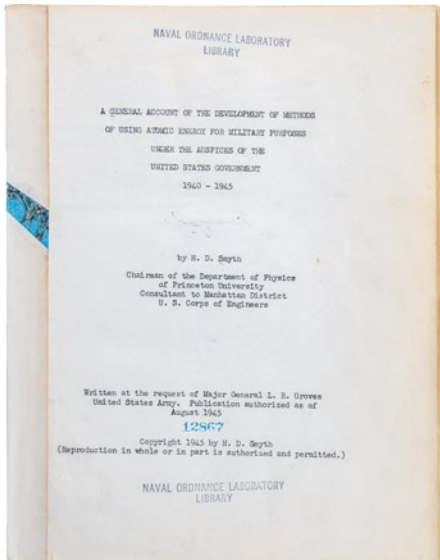 NAVAL ORDNANCE LABORATORY
LIBRARY
A GENERAL ACCOUNT OF THE DEVELOPMENT OF METHODS
OF USING ATOMIC ENERGY FOR MILITARY PURPOSES
UNDER THE AUSPICES OF THE
UNITED STATES GOVERNMENT
1940 - 1945
by H. D. Smyth
Chairman of the Department of Physics
of Princeton University
Consultant to Manhattan District
U. S. Corps of Engineers
Written at the request of Major General L. R. Groves
United States Army. Publication authorized as of
August 1945
12867
Copyright 1945 by H. D. Smyth
(Reproduction in whole or in part is authorized and permitted.)
NAVAL ORDNANCE LABORATORY
LIBRARY